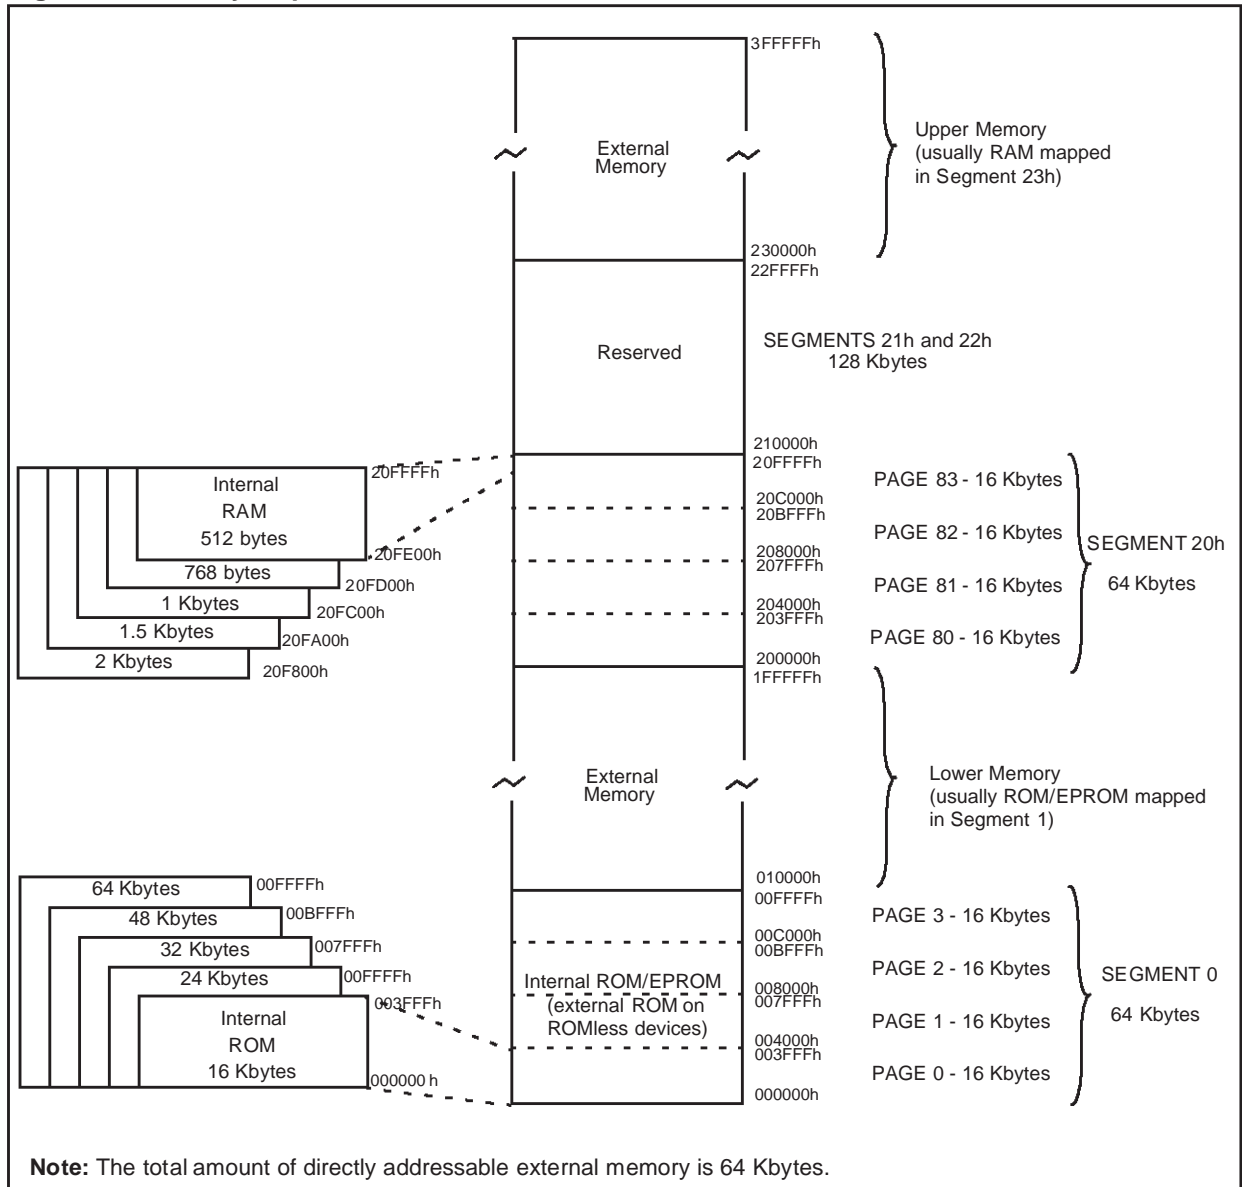 3FFFFFh
External
Memory
Upper Memory
(usually RAM mapped
in Segment 23h)
230000h
22FFFFh
Reserved
SEGMENTS 21h and 22h
128 Kbytes
210000h
20FFFFh
20FFFFh
Internal
RAM
512 bytes
20FE00h
768 bytes
20FD00h
1 Kbytes
20FC00h
1.5 Kbytes
20FA00h
2 Kbytes
20F800h
PAGE 83 - 16 Kbytes
20C000h
20BFFFh
PAGE 82 - 16 Kbytes
208000h
207FFFh
PAGE 81 - 16 Kbytes
204000h
203FFFh
PAGE 80 - 16 Kbytes
SEGMENT 20h
64 Kbytes
200000h
1FFFFFh
External
Memory
Lower Memory
(usually ROM/EPROM mapped
in Segment 1)
010000h
00FFFFh
64 Kbytes
00FFFFh
48 Kbytes
00BFFFh
32 Kbytes
007FFFh
24 Kbytes
00FFFFh
003FFFh
Internal
ROM
16 Kbytes
000000 h
PAGE 3 - 16 Kbytes
00C000h
00BFFFh
PAGE 2 - 16 Kbytes
Internal ROM/EPROM
(external ROM on
ROMless devices)
008000h
007FFFh
PAGE 1 - 16 Kbytes
004000h
003FFFh
PAGE 0 - 16 Kbytes
000000h
SEGMENT 0
64 Kbytes
Note: The total amount of directly addressable external memory is 64 Kbytes.